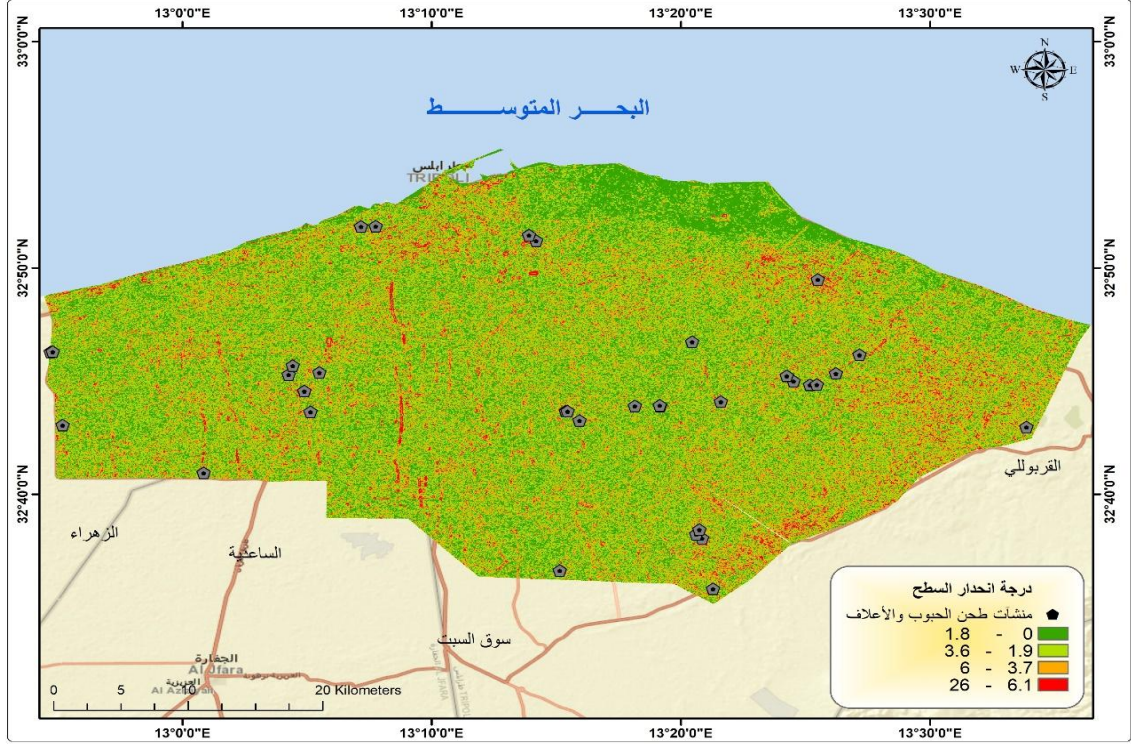 13°0'0"E 13°10'0"E 13°20'0"E 13°30'0"E
33°0'0"N 33°0'0"N
N
W E
S
البحـــر المتوســـــط
طرابلس
TRIPOLI
32°50'0"N 32°50'0"N
32°40'0"N 32°40'0"N
القربوللي
الزهراء
الساعدية
سوق السبت
الجفارة
Al Jfara
العزيزية
درجة انحدار السطح
منشآت طحن الحبوب والأعلاف
1.8 - 0
3.6 - 1.9
6 - 3.7
26 - 6.1
0 5 10 20 Kilometers
13°0'0"E 13°10'0"E 13°20'0"E 13°30'0"E